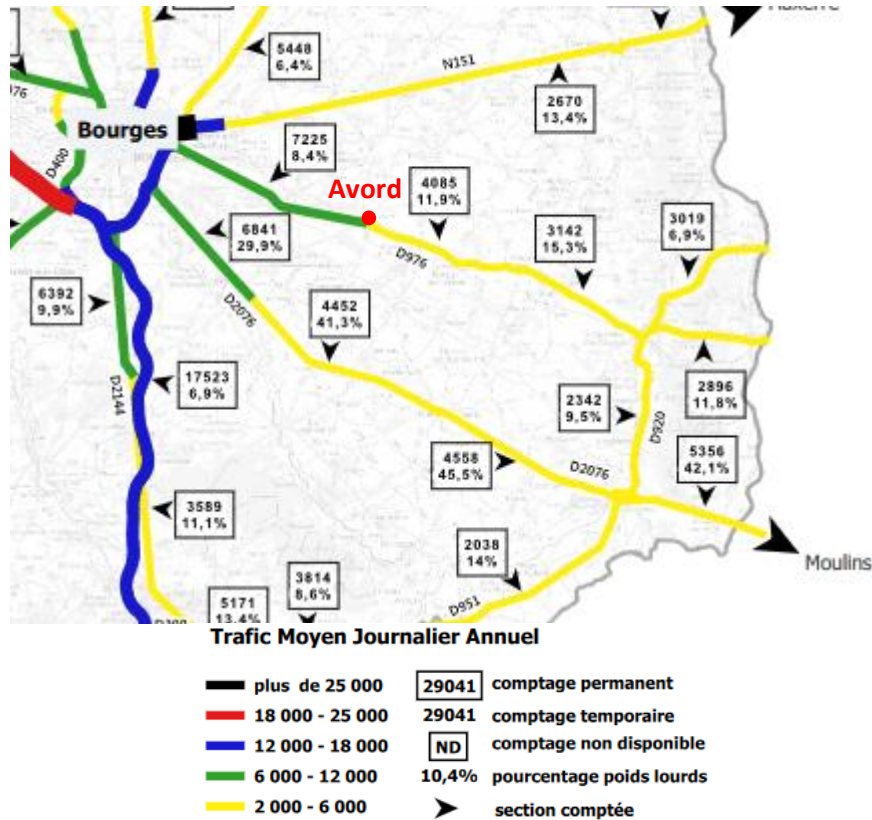 Auxerre
5448
6,4%
N151
2670
13,4%
Bourges
7225
8,4%
D400
Avord
4085
11,9%
6841
29,9%
D976
3142
15,3%
3019
6,9%
6392
9,9%
D2076
4452
41,3%
D2144
17523
6,9%
2342
9,5%
D920
2896
11,8%
4558
45,5%
D2076
5356
42,1%
3589
11,1%
2038
14%
Moulins
3814
8,6%
5171
13,4%
D951
Trafic Moyen Journalier Annuel
plus de 25 000
29041 comptage permanent
18 000 - 25 000
29041 comptage temporaire
12 000 - 18 000
ND comptage non disponible
6 000 - 12 000
10,4% pourcentage poids lourds
2 000 - 6 000
section comptée